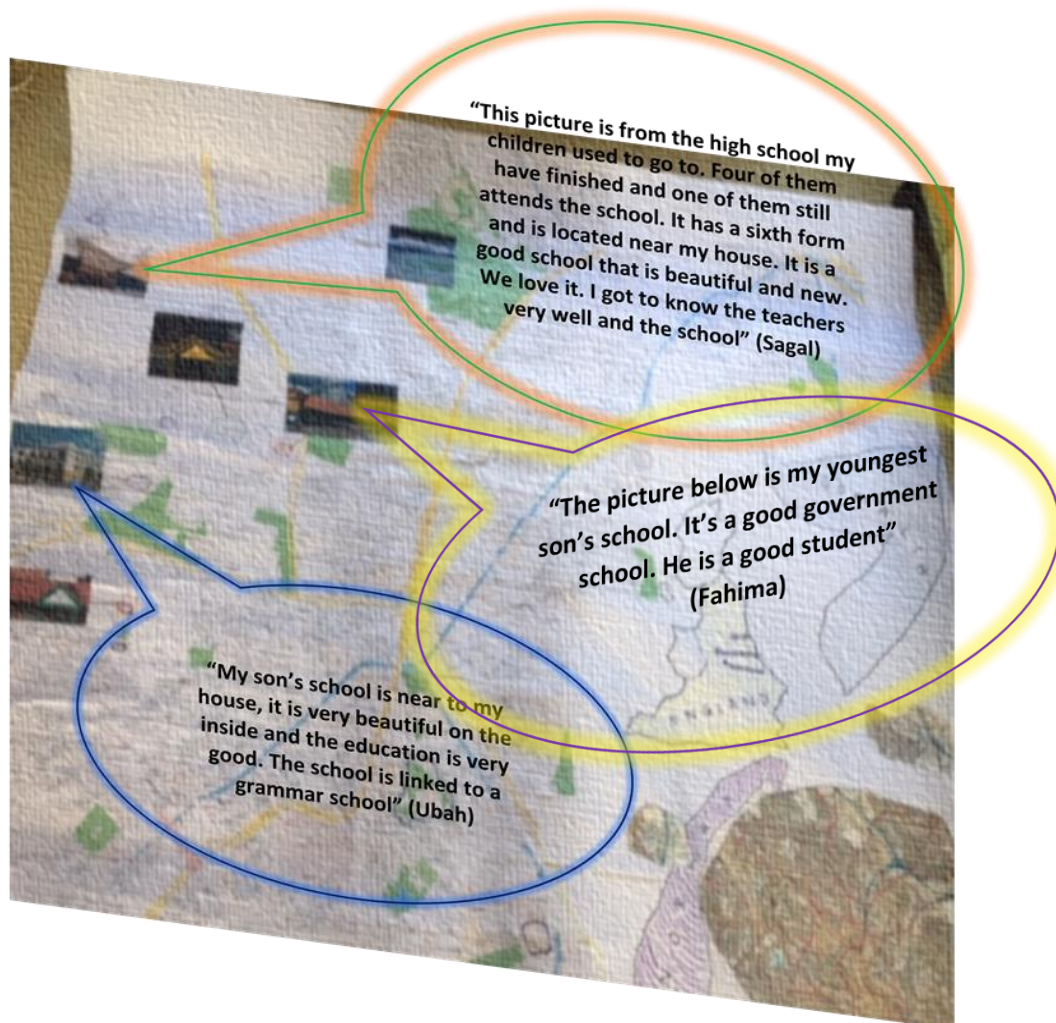 “This picture is from the high school my
children used to go to. Four of them
have finished and one of them still
attends the school. It has a sixth form
and is located near my house. It is a
good school that is beautiful and new.
We love it. I got to know the teachers
very well and the school” (Sagal)
“The picture below is my youngest
son’s school. It’s a good government
school. He is a good student”
(Fahima)
ENGLAND
“My son’s school is near to my
house, it is very beautiful on the
inside and the education is very
good. The school is linked to a
grammar school” (Ubah)